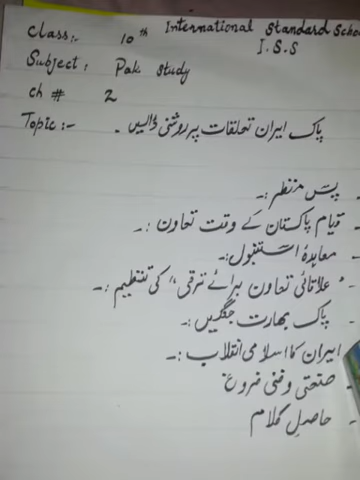 Class:- 10th International Standard School
I.S.S
Subject: Pak Study
Ch # 2
Topic:- پاک ایران تعلقات پر روشنی ڈالیں ۔
پس منظر :۔
قیام پاکستان کے وقت تعاون :۔
معاہدہ استنبول:۔
"علاقائی تعاون برائے ترقی" کی تنظیم :۔
پاک بھارت جنگیں :۔
ایران کا اسلامی انقلاب :۔
صنعتی و فنی فروغ
حاصلِ کلام